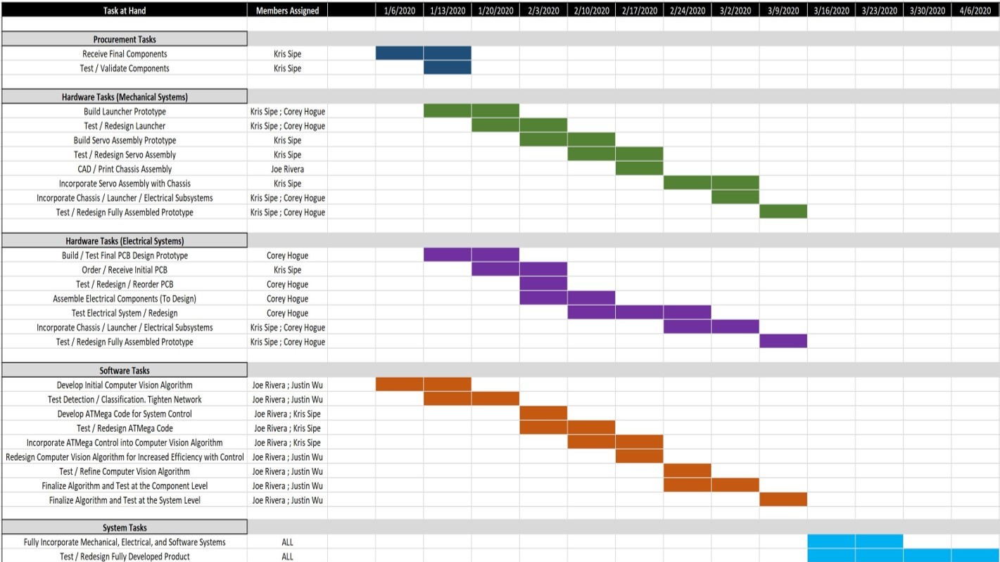 Task at Hand Members Assigned 1/6/2020 1/13/2020 1/20/2020 2/3/2020 2/10/2020 2/17/2020 2/24/2020 3/2/2020 3/9/2020 3/16/2020 3/23/2020 3/30/2020 4/6/2020
Procurement Tasks
Receive Final Components Kris Sipe
Test / Validate Components Kris Sipe
Hardware Tasks (Mechanical Systems)
Build Launcher Prototype Kris Sipe ; Corey Hogue
Test / Redesign Launcher Kris Sipe ; Corey Hogue
Build Servo Assembly Prototype Kris Sipe
Test / Redesign Servo Assembly Kris Sipe
CAD / Print Chassis Assembly Joe Rivera
Incorporate Servo Assembly with Chassis Kris Sipe
Incorporate Chassis / Launcher / Electrical Subsystems Kris Sipe ; Corey Hogue
Test / Redesign Fully Assembled Prototype Kris Sipe ; Corey Hogue
Hardware Tasks (Electrical Systems)
Build / Test Final PCB Design Prototype Corey Hogue
Order / Receive Initial PCB Kris Sipe
Test / Redesign / Reorder PCB Corey Hogue
Assemble Electrical Components (To Design) Corey Hogue
Test Electrical System / Redesign Corey Hogue
Incorporate Chassis / Launcher / Electrical Subsystems Kris Sipe ; Corey Hogue
Test / Redesign Fully Assembled Prototype Kris Sipe ; Corey Hogue
Software Tasks
Develop Initial Computer Vision Algorithm Joe Rivera ; Justin Wu
Test Detection / Classification. Tighten Network Joe Rivera ; Justin Wu
Develop ATMega Code for System Control Joe Rivera ; Kris Sipe
Test / Redesign ATMega Code Joe Rivera ; Kris Sipe
Incorporate ATMega Control into Computer Vision Algorithm Joe Rivera ; Kris Sipe
Redesign Computer Vision Algorithm for Increased Efficiency with Control Joe Rivera ; Justin Wu
Test / Refine Computer Vision Algorithm Joe Rivera ; Justin Wu
Finalize Algorithm and Test at the Component Level Joe Rivera ; Justin Wu
Finalize Algorithm and Test at the System Level Joe Rivera ; Justin Wu
System Tasks
Fully Incorporate Mechanical, Electrical, and Software Systems ALL
Test / Redesign Fully Developed Product ALL